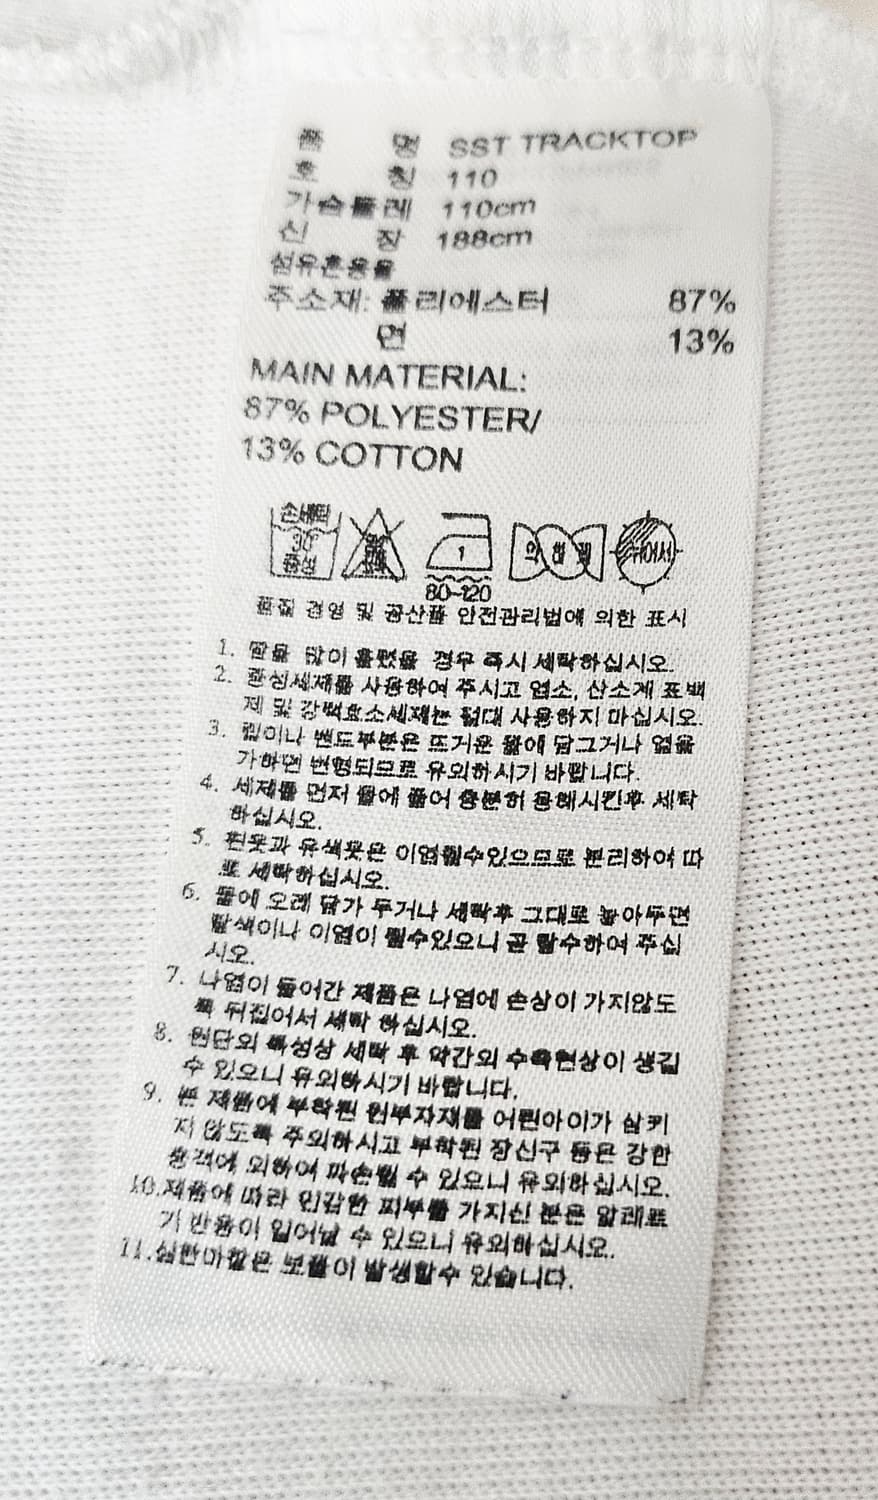 품 명 SST TRACKTOP
호 칭 110
가슴둘레 110cm
신 장 188cm
섬유혼용율
주소재: 폴리에스터 87%
면 13%
MAIN MATERIAL:
87% POLYESTER/
13% COTTON
손세탁 30° 중성 1 약하게 뉘어서
80~120
품질 경영 및 공산품 안전관리법에 의한 표시
1. 땀을 많이 흘렸을 경우 즉시 세탁하십시오.
2. 중성세제를 사용하여 주시고 염소, 산소계 표백
제 및 강력효소세제는 절대 사용하지 마십시오.
3. 립이나 밴드부분은 뜨거운 물에 담그거나 열을
가하면 변형되므로 유의하시기 바랍니다.
4. 세제를 먼저 물에 풀어 충분히 용해시킨후 세탁
하십시오.
5. 흰옷과 유색옷은 이염될수있으므로 분리하여 따
로 세탁하십시오.
6. 물에 오래 담가 두거나 세탁후 그대로 놓아두면
탈색이나 이염이 될수있으니 곧 탈수하여 주십
시오.
7. 나염이 들어간 제품은 나염에 손상이 가지않도
록 뒤집어서 세탁 하십시오.
8. 원단의 특성상 세탁 후 약간의 수축현상이 생길
수 있으니 유의하시기 바랍니다.
9. 본 제품에 부착된 원부자재를 어린아이가 삼키
지 않도록 주의하시고 부착된 장신구 등은 강한
충격에 의하여 파손될 수 있으니 유의하십시오.
10.제품에 따라 민감한 피부를 가지신 분은 알레르
기 반응이 일어날 수 있으니 유의하십시오.
11.심한마찰은 보풀이 발생할수 있습니다.